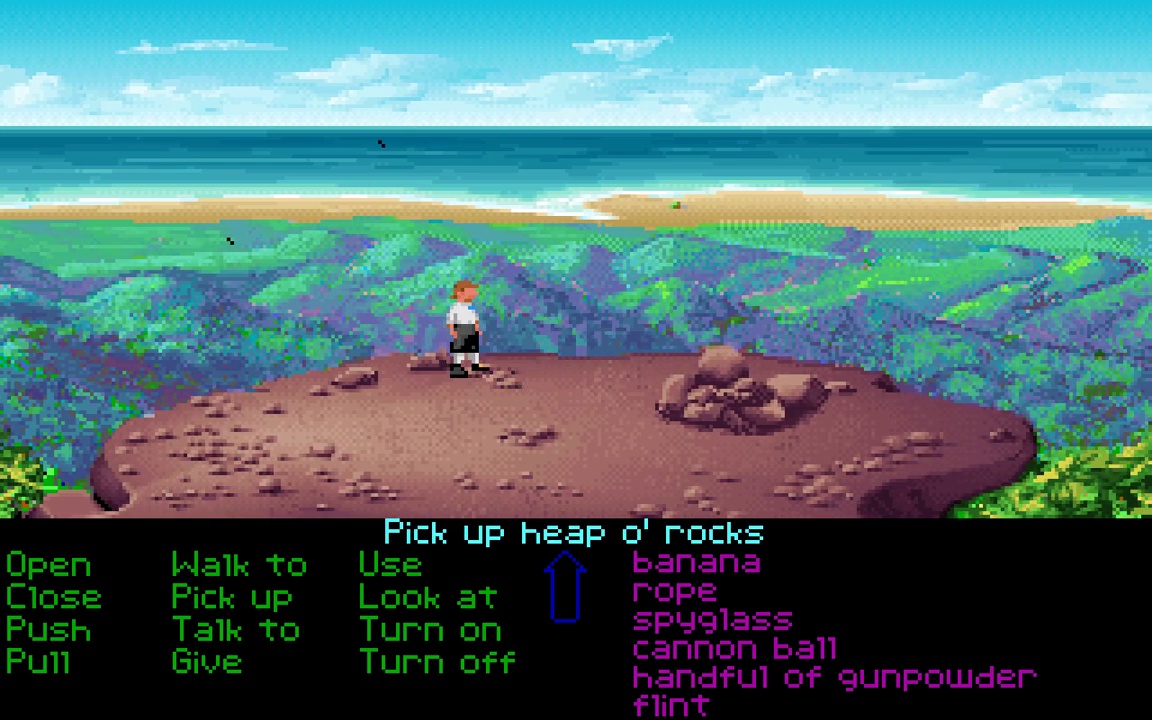 Pick up heap o' rocks
Open Walk to Use
Close Pick up Look at
Push Talk to Turn on
Pull Give Turn off
banana
rope
spyglass
cannon ball
handful of gunpowder
flint